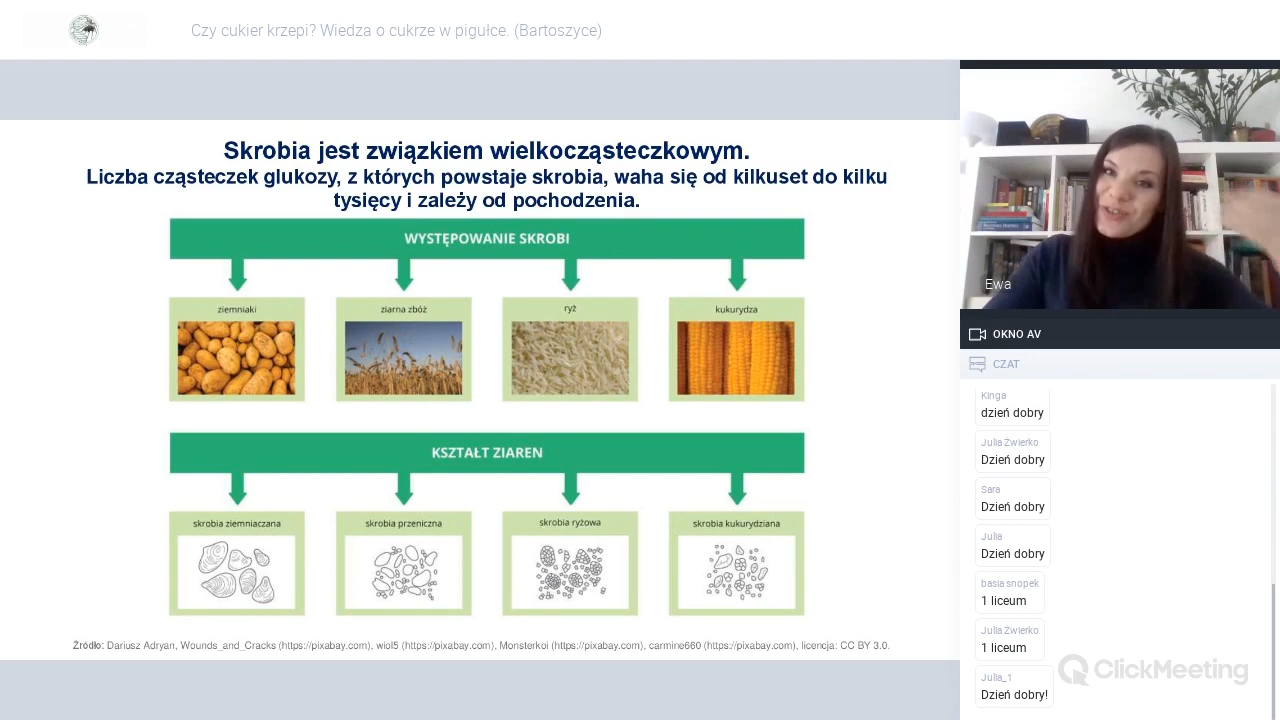 Czy cukier krzepi? Wiedza o cukrze w pigułce. (Bartoszyce)
Skrobia jest związkiem wielkocząsteczkowym.
Liczba cząsteczek glukozy, z których powstaje skrobia, waha się od kilkuset do kilku
tysięcy i zależy od pochodzenia.
WYSTĘPOWANIE SKROBI
ziemniaki
ziarna zbóż
ryż
kukurydza
KSZTAŁT ZIAREN
skrobia ziemniaczana
skrobia przeniczna
skrobia ryżowa
skrobia kukurydziana
Źródło: Dariusz Adryan, Wounds_and_Cracks (https://pixabay.com), wiol5 (https://pixabay.com), Monsterkoi (https://pixabay.com), carmine660 (https://pixabay.com), licencja: CC BY 3.0.
Ewa
OKNO AV
CZAT
Kinga
dzień dobry
Julia Żwierko
Dzień dobry
Sara
Dzień dobry
Julia
Dzień dobry
basia snopek
1 liceum
Julia Żwierko
1 liceum
Julia_1
Dzień dobry!
ClickMeeting